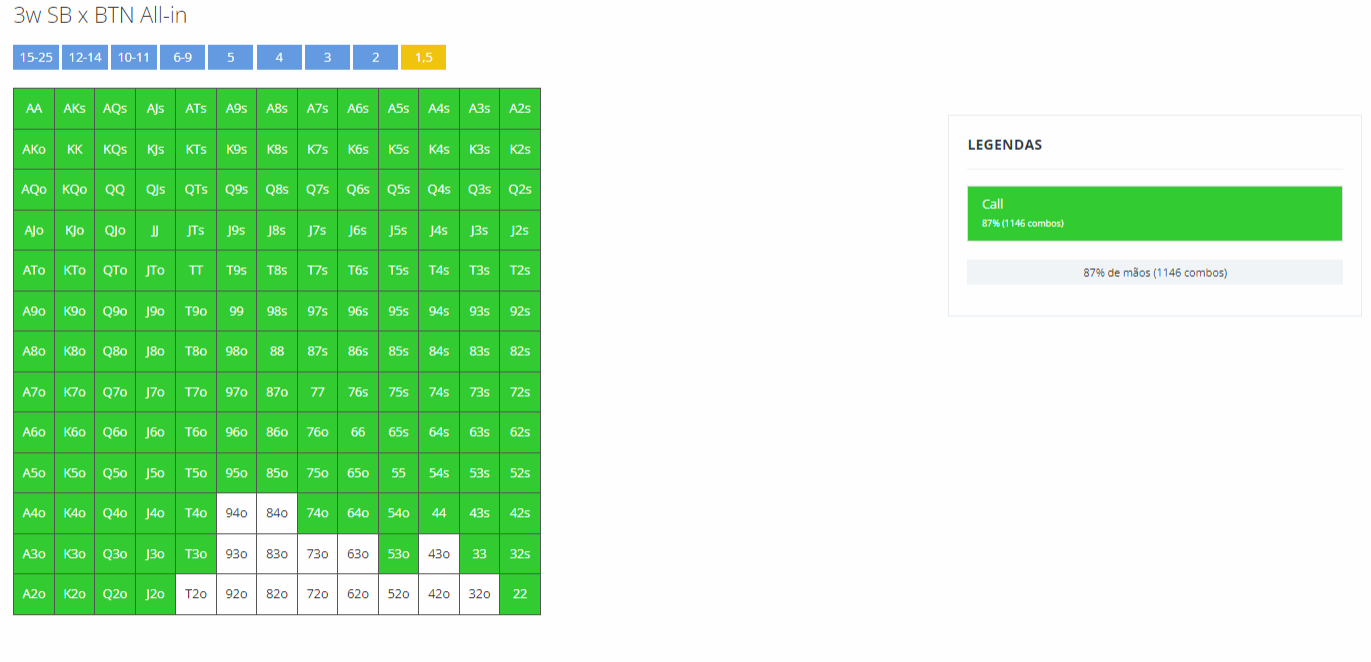 3w SB x BTN All-in
15-25 12-14 10-11 6-9 5 4 3 2 1,5
AA AKs AQs AJs ATs A9s A8s A7s A6s A5s A4s A3s A2s
AKo KK KQs KJs KTs K9s K8s K7s K6s K5s K4s K3s K2s
AQo KQo QQ QJs QTs Q9s Q8s Q7s Q6s Q5s Q4s Q3s Q2s
AJo KJo QJo JJ JTs J9s J8s J7s J6s J5s J4s J3s J2s
ATo KTo QTo JTo TT T9s T8s T7s T6s T5s T4s T3s T2s
A9o K9o Q9o J9o T9o 99 98s 97s 96s 95s 94s 93s 92s
A8o K8o Q8o J8o T8o 98o 88 87s 86s 85s 84s 83s 82s
A7o K7o Q7o J7o T7o 97o 87o 77 76s 75s 74s 73s 72s
A6o K6o Q6o J6o T6o 96o 86o 76o 66 65s 64s 63s 62s
A5o K5o Q5o J5o T5o 95o 85o 75o 65o 55 54s 53s 52s
A4o K4o Q4o J4o T4o 94o 84o 74o 64o 54o 44 43s 42s
A3o K3o Q3o J3o T3o 93o 83o 73o 63o 53o 43o 33 32s
A2o K2o Q2o J2o T2o 92o 82o 72o 62o 52o 42o 32o 22
LEGENDAS
Call
87% (1146 combos)
87% de mãos (1146 combos)